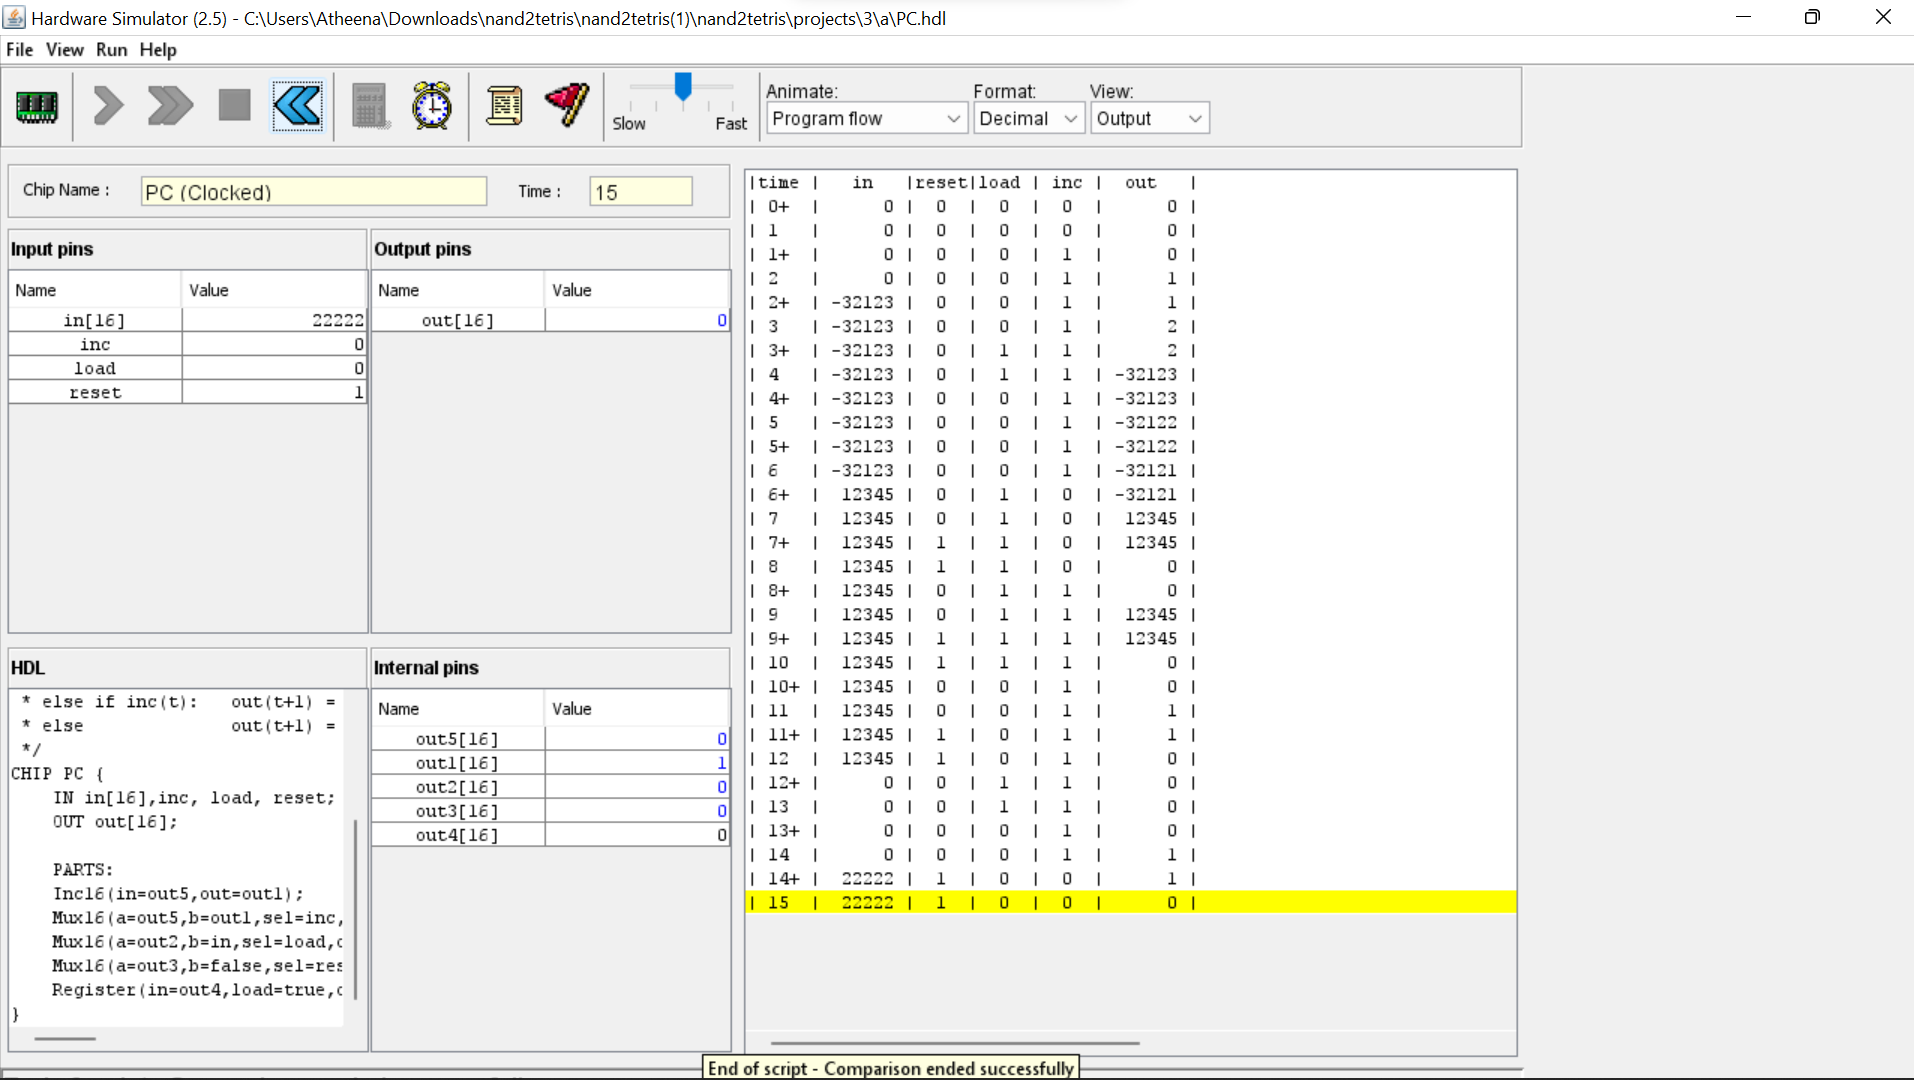 Hardware Simulator (2.5) - C:\Users\Atheena\Downloads\nand2tetris\nand2tetris(1)\nand2tetris\projects\3\a\PC.hdl
File View Run Help
Slow Fast
Animate: Format: View:
Program flow Decimal Output
Chip Name : PC (Clocked) Time : 15
Input pins
Name Value
in[16] 22222
inc 0
load 0
reset 1
Output pins
Name Value
out[16] 0
HDL
* else if inc(t): out(t+1) =
* else out(t+1) =
*/
CHIP PC {
IN in[16],inc, load, reset;
OUT out[16];
PARTS:
Inc16(in=out5,out=out1);
Mux16(a=out5,b=out1,sel=inc,
Mux16(a=out2,b=in,sel=load,
Mux16(a=out3,b=false,sel=res
Register(in=out4,load=true,
}
Internal pins
Name Value
out5[16] 0
out1[16] 1
out2[16] 0
out3[16] 0
out4[16] 0
|time | in |reset|load | inc | out |
| 0+ | 0 | 0 | 0 | 0 | 0 |
| 1 | 0 | 0 | 0 | 0 | 0 |
| 1+ | 0 | 0 | 0 | 1 | 0 |
| 2 | 0 | 0 | 0 | 1 | 1 |
| 2+ | -32123 | 0 | 0 | 1 | 1 |
| 3 | -32123 | 0 | 0 | 1 | 2 |
| 3+ | -32123 | 0 | 1 | 1 | 2 |
| 4 | -32123 | 0 | 1 | 1 | -32123 |
| 4+ | -32123 | 0 | 0 | 1 | -32123 |
| 5 | -32123 | 0 | 0 | 1 | -32122 |
| 5+ | -32123 | 0 | 0 | 1 | -32122 |
| 6 | -32123 | 0 | 0 | 1 | -32121 |
| 6+ | 12345 | 0 | 1 | 0 | -32121 |
| 7 | 12345 | 0 | 1 | 0 | 12345 |
| 7+ | 12345 | 1 | 1 | 0 | 12345 |
| 8 | 12345 | 1 | 1 | 0 | 0 |
| 8+ | 12345 | 0 | 1 | 1 | 0 |
| 9 | 12345 | 0 | 1 | 1 | 12345 |
| 9+ | 12345 | 1 | 1 | 1 | 12345 |
| 10 | 12345 | 1 | 1 | 1 | 0 |
| 10+ | 12345 | 0 | 0 | 1 | 0 |
| 11 | 12345 | 0 | 0 | 1 | 1 |
| 11+ | 12345 | 1 | 0 | 1 | 1 |
| 12 | 12345 | 1 | 0 | 1 | 0 |
| 12+ | 0 | 0 | 1 | 1 | 0 |
| 13 | 0 | 0 | 1 | 1 | 0 |
| 13+ | 0 | 0 | 0 | 1 | 0 |
| 14 | 0 | 0 | 0 | 1 | 1 |
| 14+ | 22222 | 1 | 0 | 0 | 1 |
| 15 | 22222 | 1 | 0 | 0 | 0 |
End of script - Comparison ended successfully